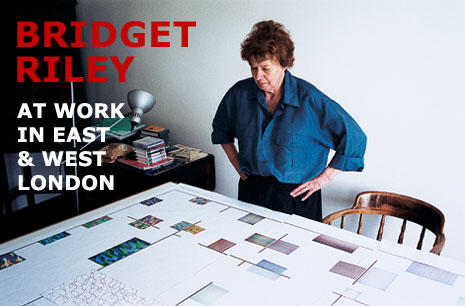 BRIDGET
RILEY
AT WORK
IN EAST
& WEST
LONDON